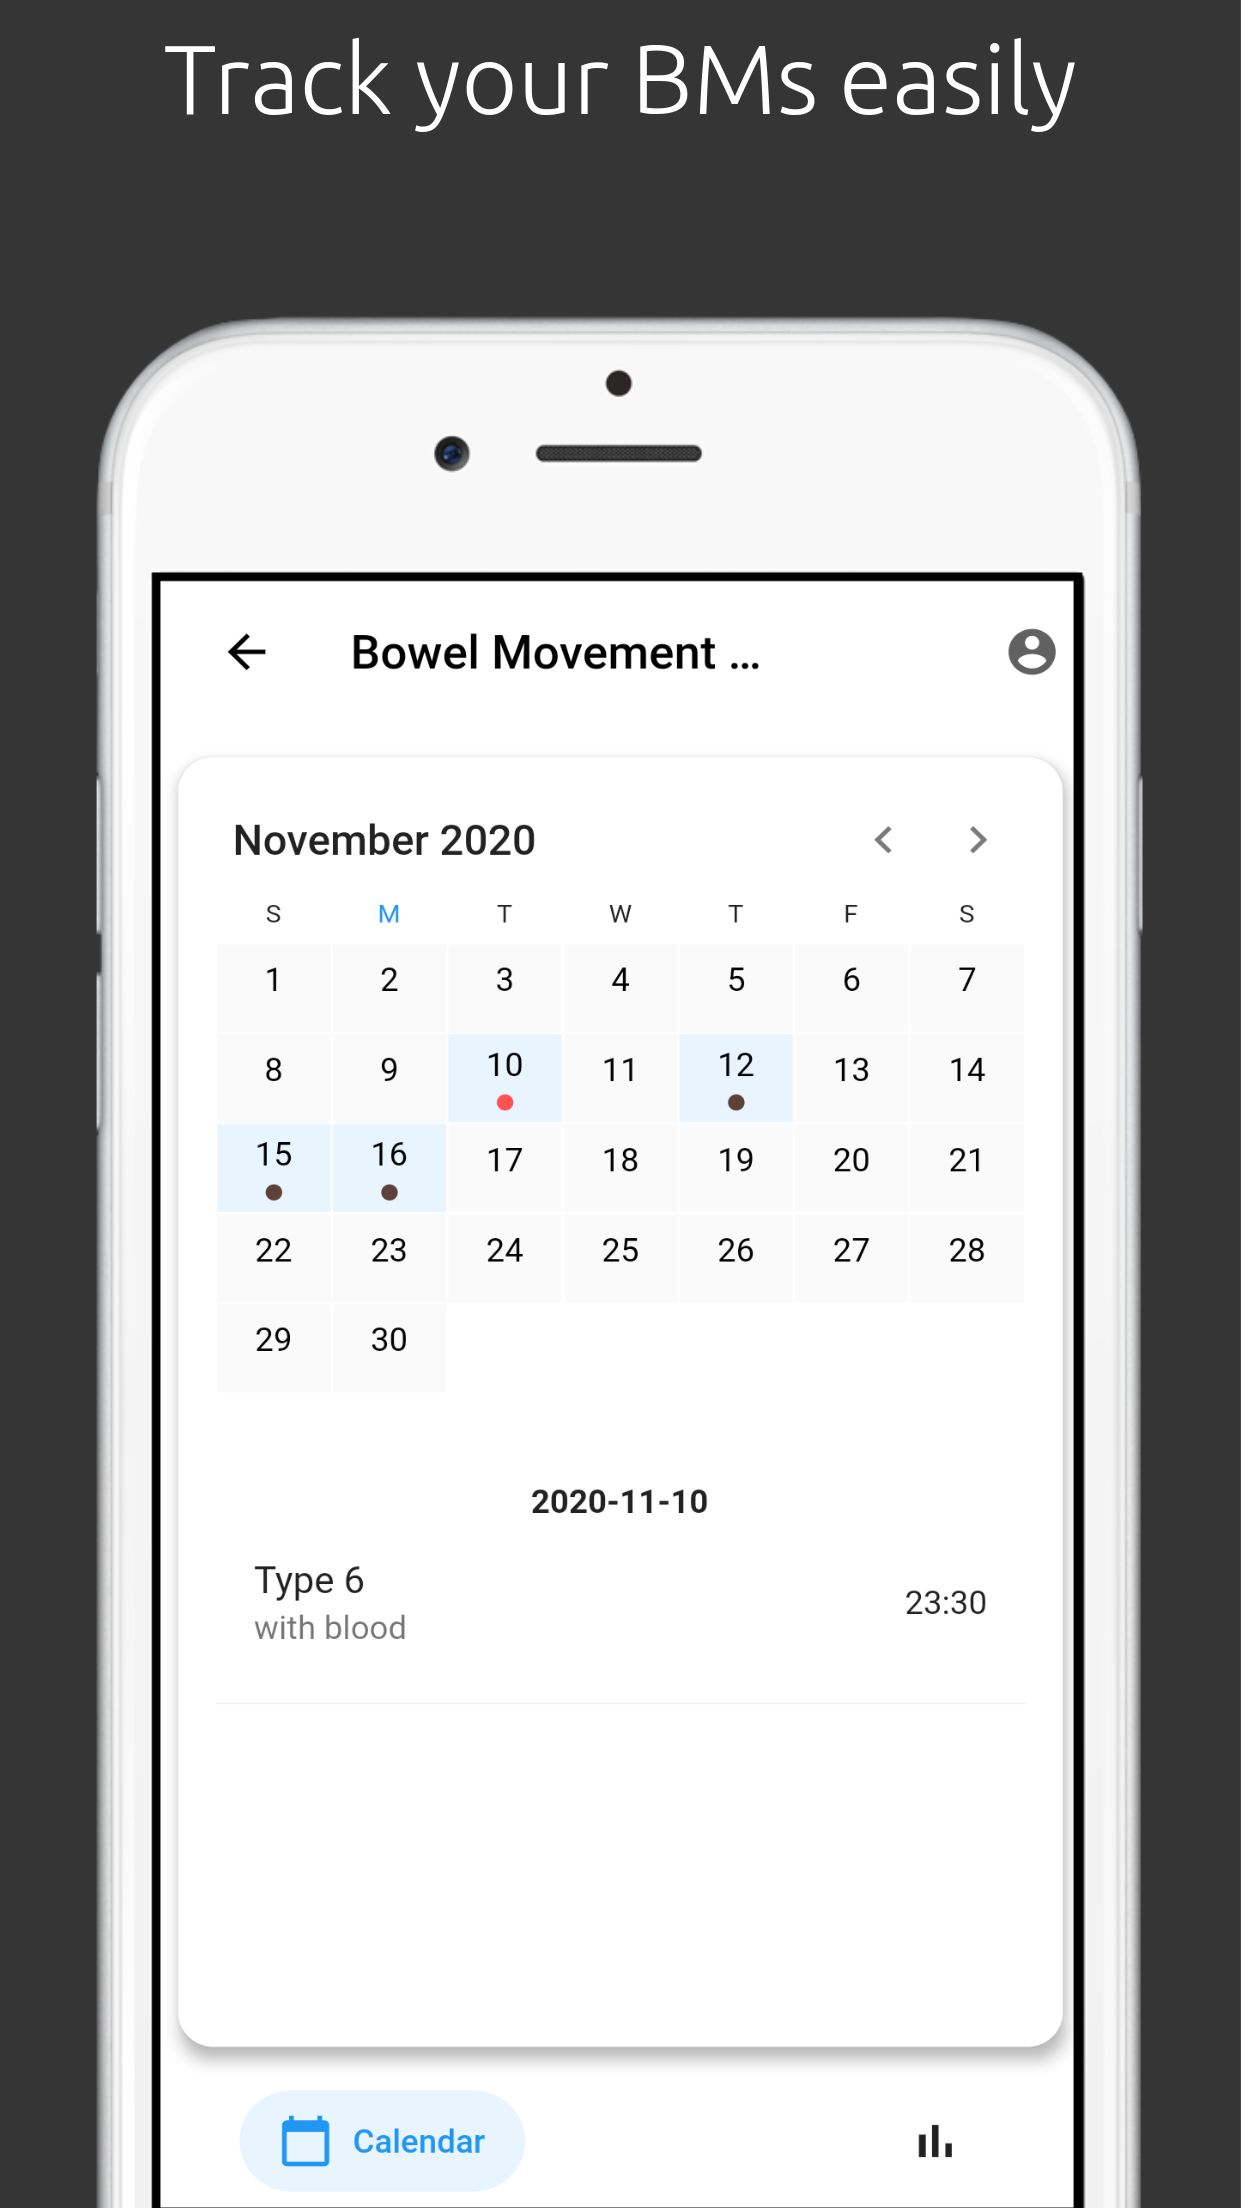 Track your BMs easily
Bowel Movement ...
November 2020
S M T W T F S
1 2 3 4 5 6 7
8 9 10 11 12 13 14
15 16 17 18 19 20 21
22 23 24 25 26 27 28
29 30
2020-11-10
Type 6
with blood
23:30
Calendar